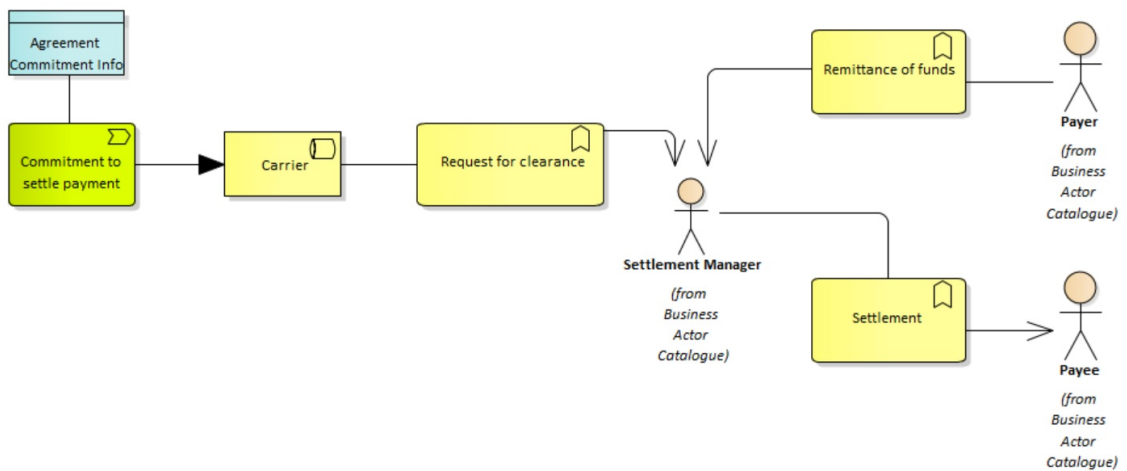 Agreement
Commitment Info
Commitment to
settle payment
Carrier
Request for clearance
Remittance of funds
Payer
(from
Business
Actor
Catalogue)
Settlement Manager
(from
Business
Actor
Catalogue)
Settlement
Payee
(from
Business
Actor
Catalogue)